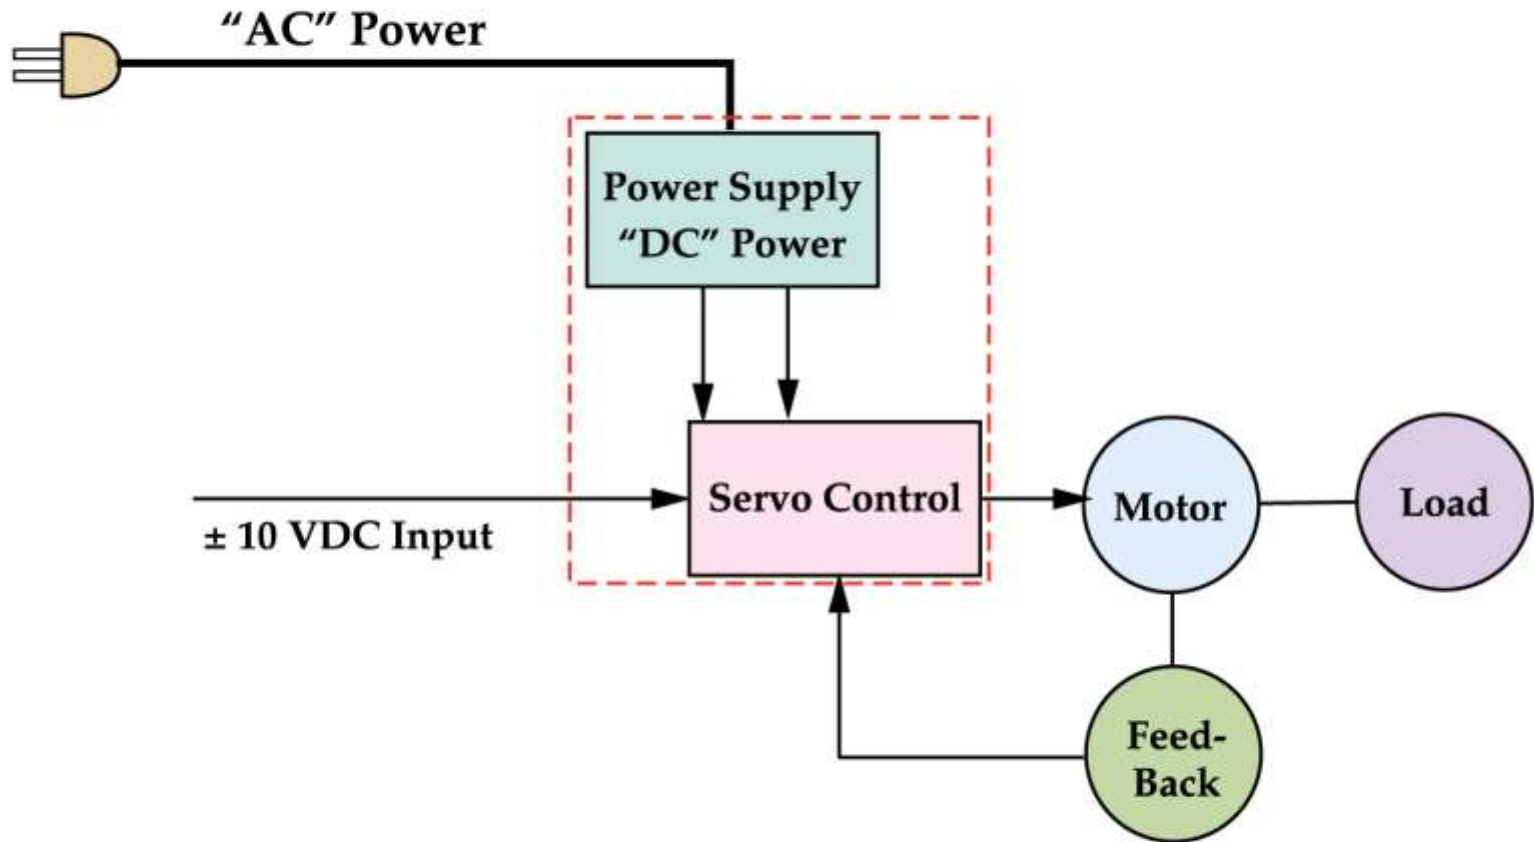 “AC” Power
Power Supply
“DC” Power
± 10 VDC Input
Servo Control
Motor
Load
Feed-
Back